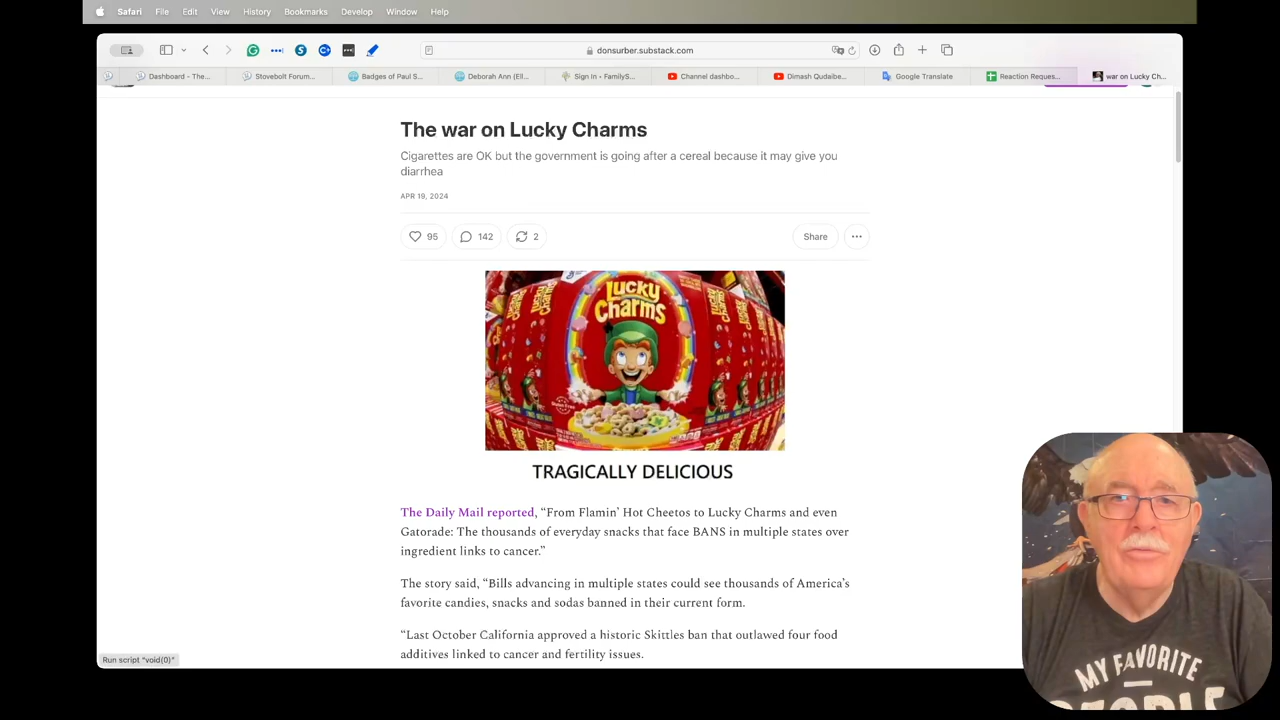 Safari File Edit View History Bookmarks Develop Window Help
donsurber.substack.com
Dashboard - The...
Stovebolt Forum...
Badges of Paul S...
Deborah Ann (Ell...
Sign In • FamilyS...
Channel dashbo...
Dimash Qudaibe...
Google Translate
Reaction Reques...
war on Lucky Ch...
The war on Lucky Charms
Cigarettes are OK but the government is going after a cereal because it may give you
diarrhea
APR 19, 2024
95 142 2 Share
Lucky
Charms
TRAGICALLY DELICIOUS
The Daily Mail reported, “From Flamin’ Hot Cheetos to Lucky Charms and even
Gatorade: The thousands of everyday snacks that face BANS in multiple states over
ingredient links to cancer.”
The story said, “Bills advancing in multiple states could see thousands of America’s
favorite candies, snacks and sodas banned in their current form.
“Last October California approved a historic Skittles ban that outlawed four food
additives linked to cancer and fertility issues.
Run script “void(0)”
MY FAVORITE
PEOPLE